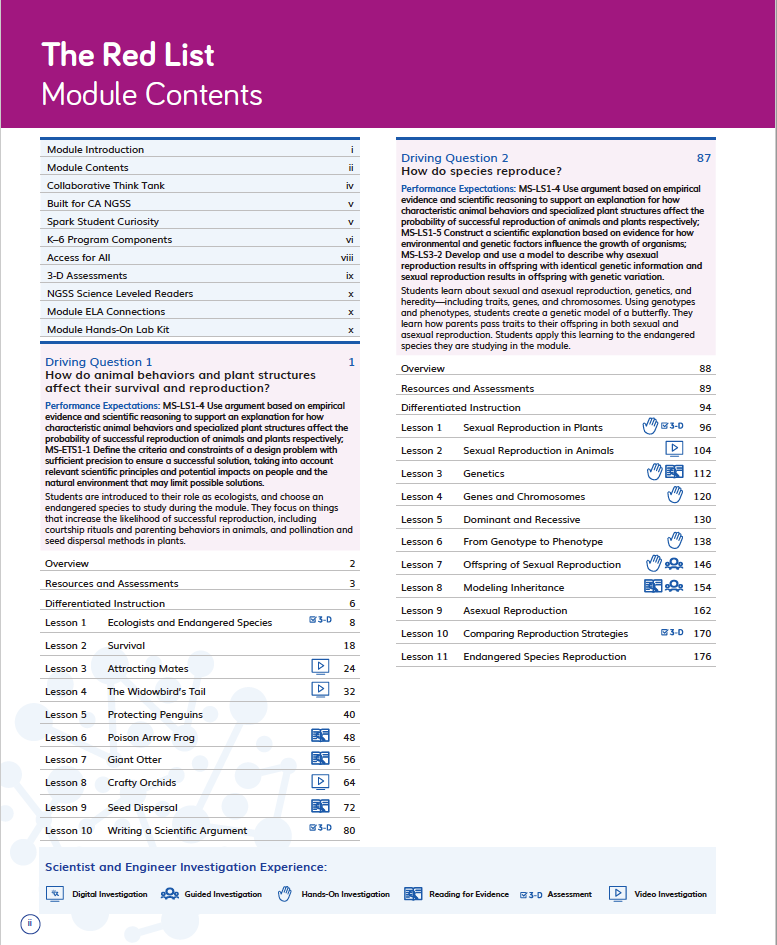 The Red List
Module Contents
Module Introduction i
Module Contents ii
Collaborative Think Tank iv
Built for CA NGSS v
Spark Student Curiosity v
K–6 Program Components vi
Access for All viii
3-D Assessments ix
NGSS Science Leveled Readers x
Module ELA Connections x
Module Hands-On Lab Kit x
Driving Question 1 1
How do animal behaviors and plant structures
affect their survival and reproduction?
Performance Expectations: MS-LS1-4 Use argument based on empirical
evidence and scientific reasoning to support an explanation for how
characteristic animal behaviors and specialized plant structures affect the
probability of successful reproduction of animals and plants respectively;
MS-ETS1-1 Define the criteria and constraints of a design problem with
sufficient precision to ensure a successful solution, taking into account
relevant scientific principles and potential impacts on people and the
natural environment that may limit possible solutions.
Students are introduced to their role as ecologists, and choose an
endangered species to study during the module. They focus on things
that increase the likelihood of successful reproduction, including
courtship rituals and parenting behaviors in animals, and pollination and
seed dispersal methods in plants.
Overview 2
Resources and Assessments 3
Differentiated Instruction 6
Lesson 1 Ecologists and Endangered Species 3-D 8
Lesson 2 Survival 18
Lesson 3 Attracting Mates 24
Lesson 4 The Widowbird's Tail 32
Lesson 5 Protecting Penguins 40
Lesson 6 Poison Arrow Frog 48
Lesson 7 Giant Otter 56
Lesson 8 Crafty Orchids 64
Lesson 9 Seed Dispersal 72
Lesson 10 Writing a Scientific Argument 3-D 80
Driving Question 2 87
How do species reproduce?
Performance Expectations: MS-LS1-4 Use argument based on empirical
evidence and scientific reasoning to support an explanation for how
characteristic animal behaviors and specialized plant structures affect the
probability of successful reproduction of animals and plants respectively;
MS-LS1-5 Construct a scientific explanation based on evidence for how
environmental and genetic factors influence the growth of organisms;
MS-LS3-2 Develop and use a model to describe why asexual
reproduction results in offspring with identical genetic information and
sexual reproduction results in offspring with genetic variation.
Students learn about sexual and asexual reproduction, genetics, and
heredity—including traits, genes, and chromosomes. Using genotypes
and phenotypes, students create a genetic model of a butterfly. They
learn how parents pass traits to their offspring in both sexual and
asexual reproduction. Students apply this learning to the endangered
species they are studying in the module.
Overview 88
Resources and Assessments 89
Differentiated Instruction 94
Lesson 1 Sexual Reproduction in Plants 3-D 96
Lesson 2 Sexual Reproduction in Animals 104
Lesson 3 Genetics 112
Lesson 4 Genes and Chromosomes 120
Lesson 5 Dominant and Recessive 130
Lesson 6 From Genotype to Phenotype 138
Lesson 7 Offspring of Sexual Reproduction 146
Lesson 8 Modeling Inheritance 154
Lesson 9 Asexual Reproduction 162
Lesson 10 Comparing Reproduction Strategies 3-D 170
Lesson 11 Endangered Species Reproduction 176
Scientist and Engineer Investigation Experience:
Digital Investigation Guided Investigation Hands-On Investigation Reading for Evidence 3-D Assessment Video Investigation
ii